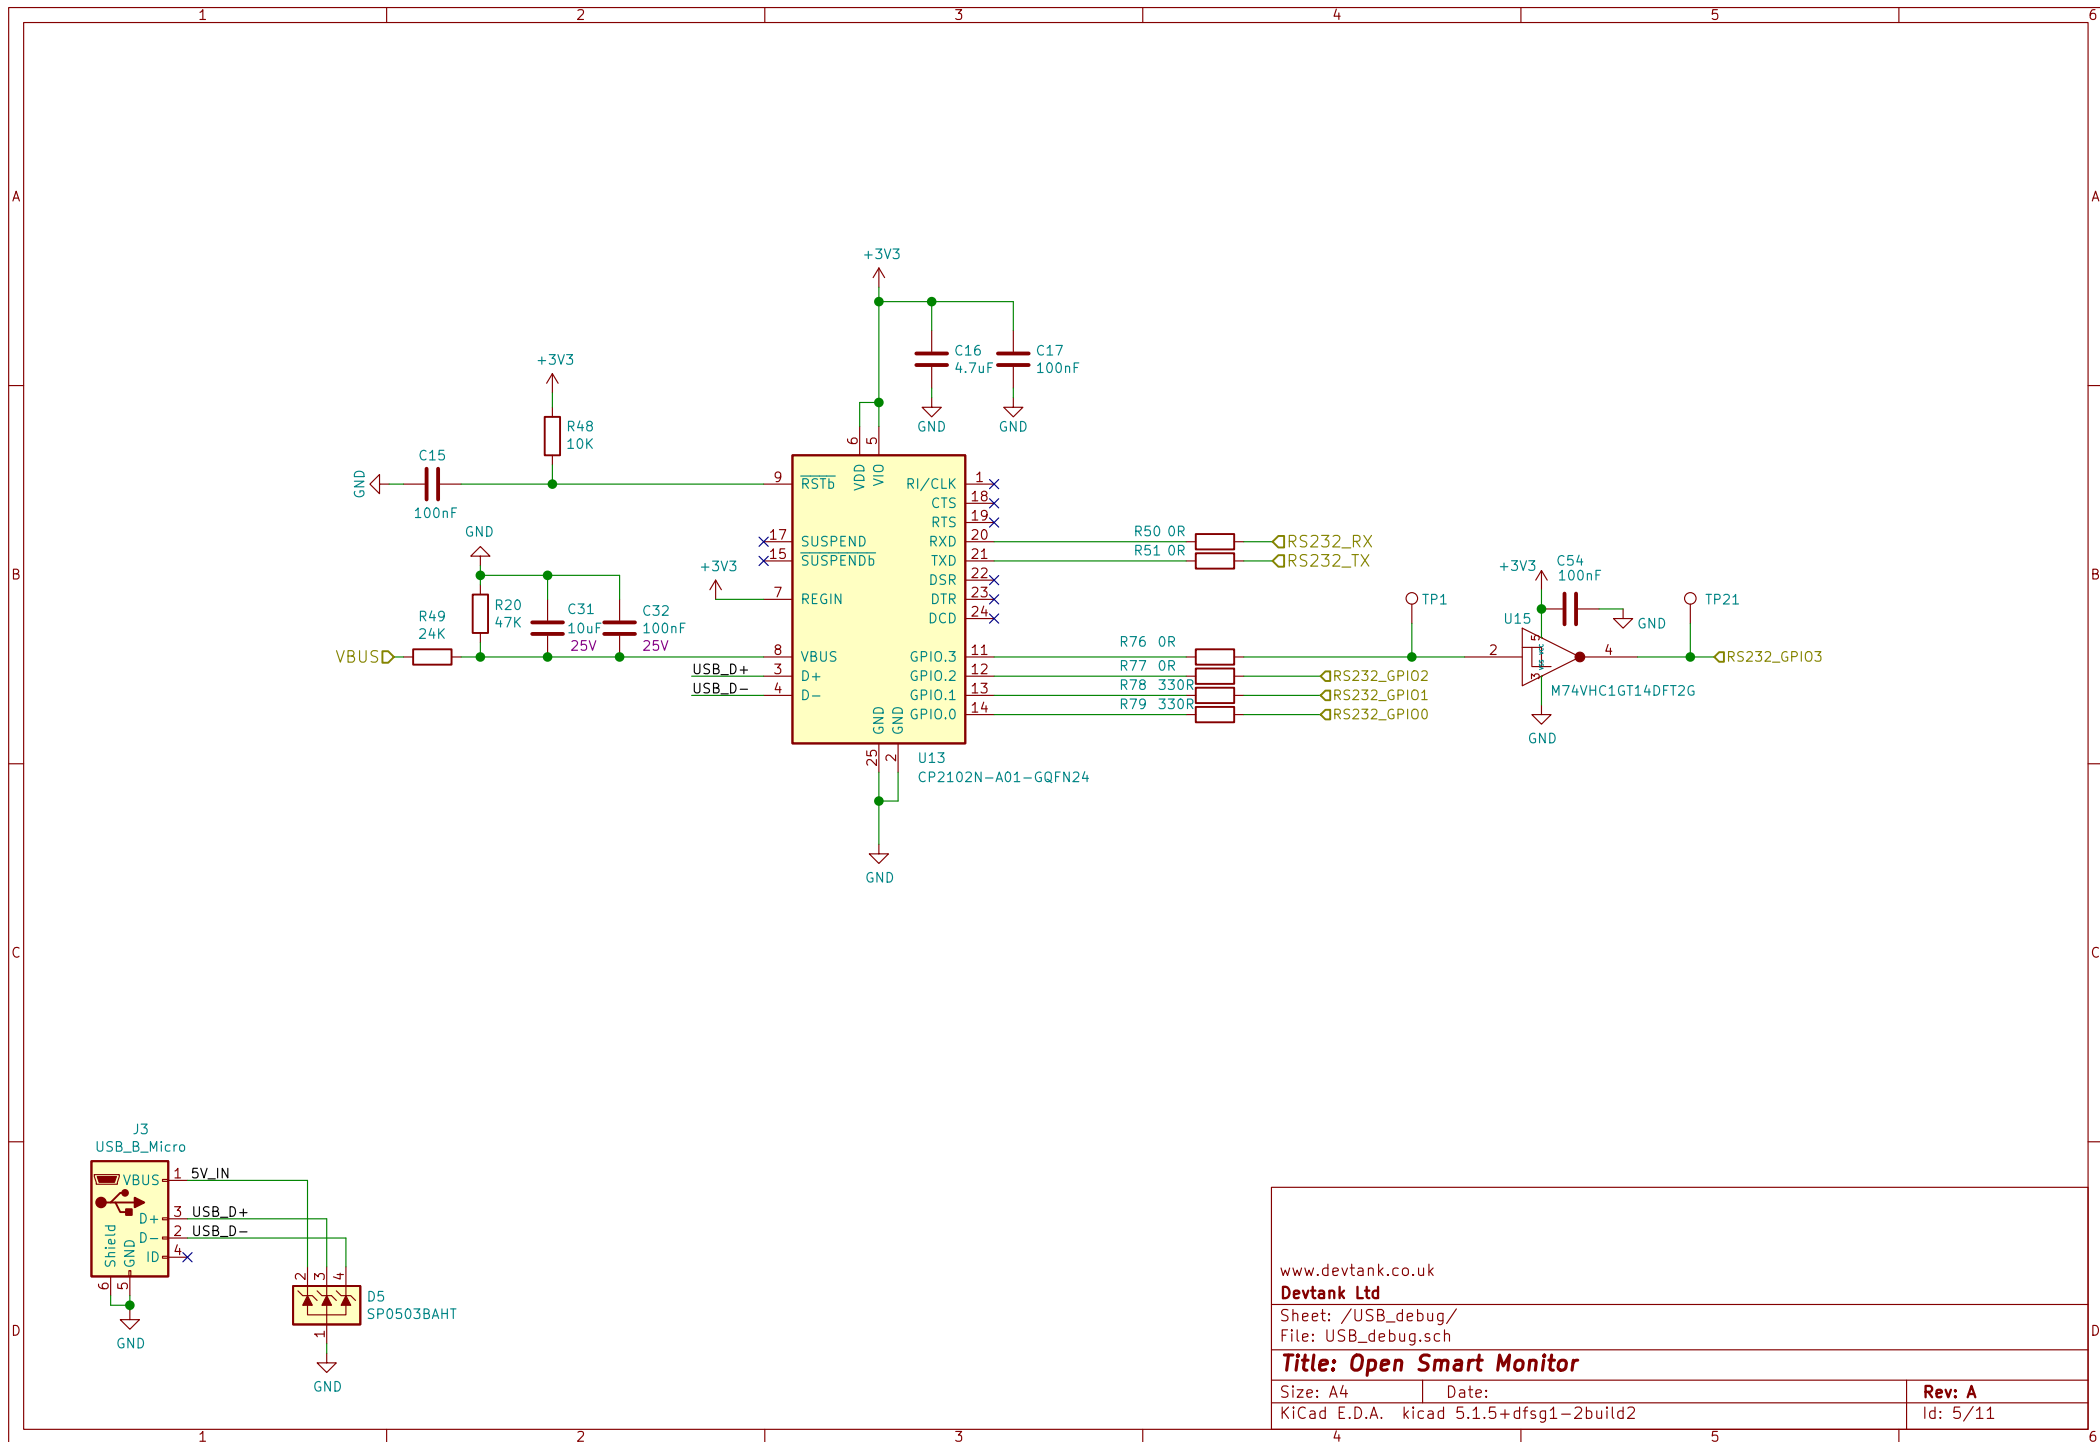 1 2 3 4 5 6
A A
+3V3
C16
4.7uF
C17
100nF
GND GND
+3V3
R48
10K
C15
GND
100nF
GND
R20
47K
R49
24K
C31
10uF
25V
C32
100nF
25V
VBUS
+3V3
USB_D+
USB_D-
6 5
VDD VIO
9 RSTb
17 SUSPEND
15 SUSPENDb
7 REGIN
8 VBUS
3 D+
4 D-
RI/CLK 1
CTS 18
RTS 19
RXD 20
TXD 21
DSR 22
DTR 23
DCD 24
GPIO.3 11
GPIO.2 12
GPIO.1 13
GPIO.0 14
GND GND
25 2
U13
CP2102N-A01-GQFN24
GND
R50 0R
R51 0R
RS232_RX
RS232_TX
R76 0R
R77 0R
R78 330R
R79 330R
RS232_GPIO2
RS232_GPIO1
RS232_GPIO0
TP1
+3V3
C54
100nF
GND
U15
2 5 3 4
M74VHC1GT14DFT2G
GND
TP21
RS232_GPIO3
B B
C C
J3
USB_B_Micro
VBUS 1 5V_IN
D+ 3 USB_D+
D- 2 USB_D-
ID 4
Shield GND
6 5
GND
2 3 4
D5
SP0503BAHT
1
GND
D D
www.devtank.co.uk
Devtank Ltd
Sheet: /USB_debug/
File: USB_debug.sch
Title: Open Smart Monitor
Size: A4 Date: Rev: A
KiCad E.D.A. kicad 5.1.5+dfsg1-2build2 Id: 5/11
1 2 3 4 5 6